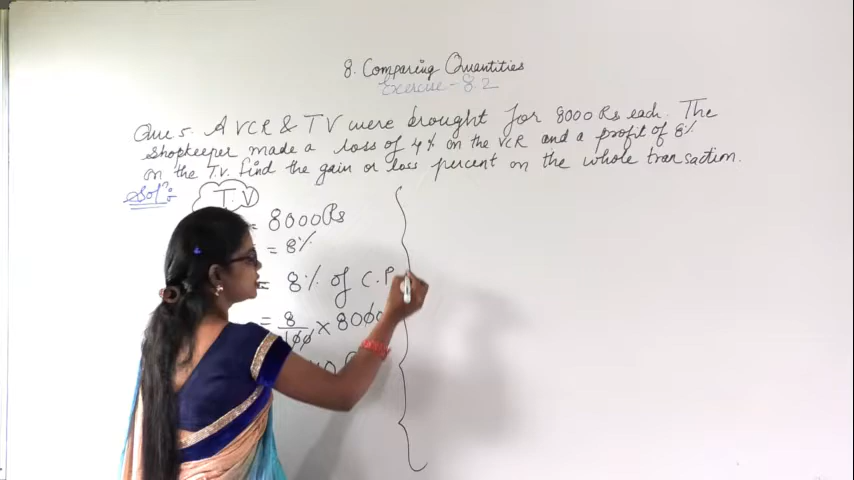 8. Comparing Quantities
Exercise-8.2
Que 5. A VCR & TV were brought for 8000 Rs each. The
Shopkeeper made a loss of 4% on the VCR and a profit of 8%
on the T.V. find the gain or loss percent on the whole transaction.
Solⁿ:
T.V
= 8000Rs
= 8%
= 8% of C.P
= 8/100 × 8000